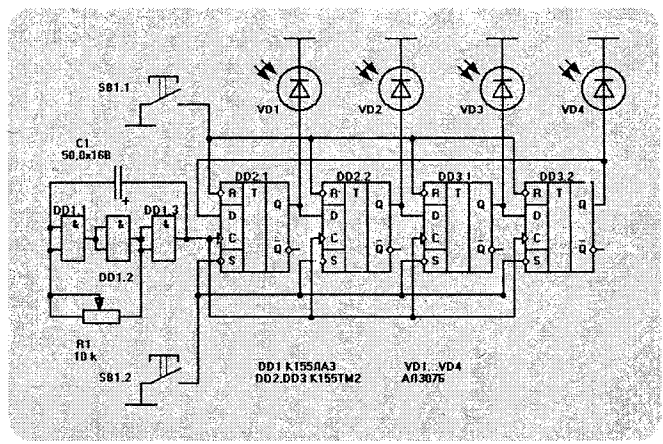 SB1.1
VD1
VD2
VD3
VD4
C1
50,0x16В
+
DD2.1
DD2.2
DD3.1
DD3.2
R T
D
C
S
Q
Q
R T
D
C
S
Q
Q
R T
D
C
S
Q
Q
R T
D
C
S
Q
Q
DD1.1
&
&
DD1.3
&
DD1.2
R1
10 k
SB1.2
DD1 К155ЛА3
DD2,DD3 К155ТМ2
VD1...VD4
АЛ307Б